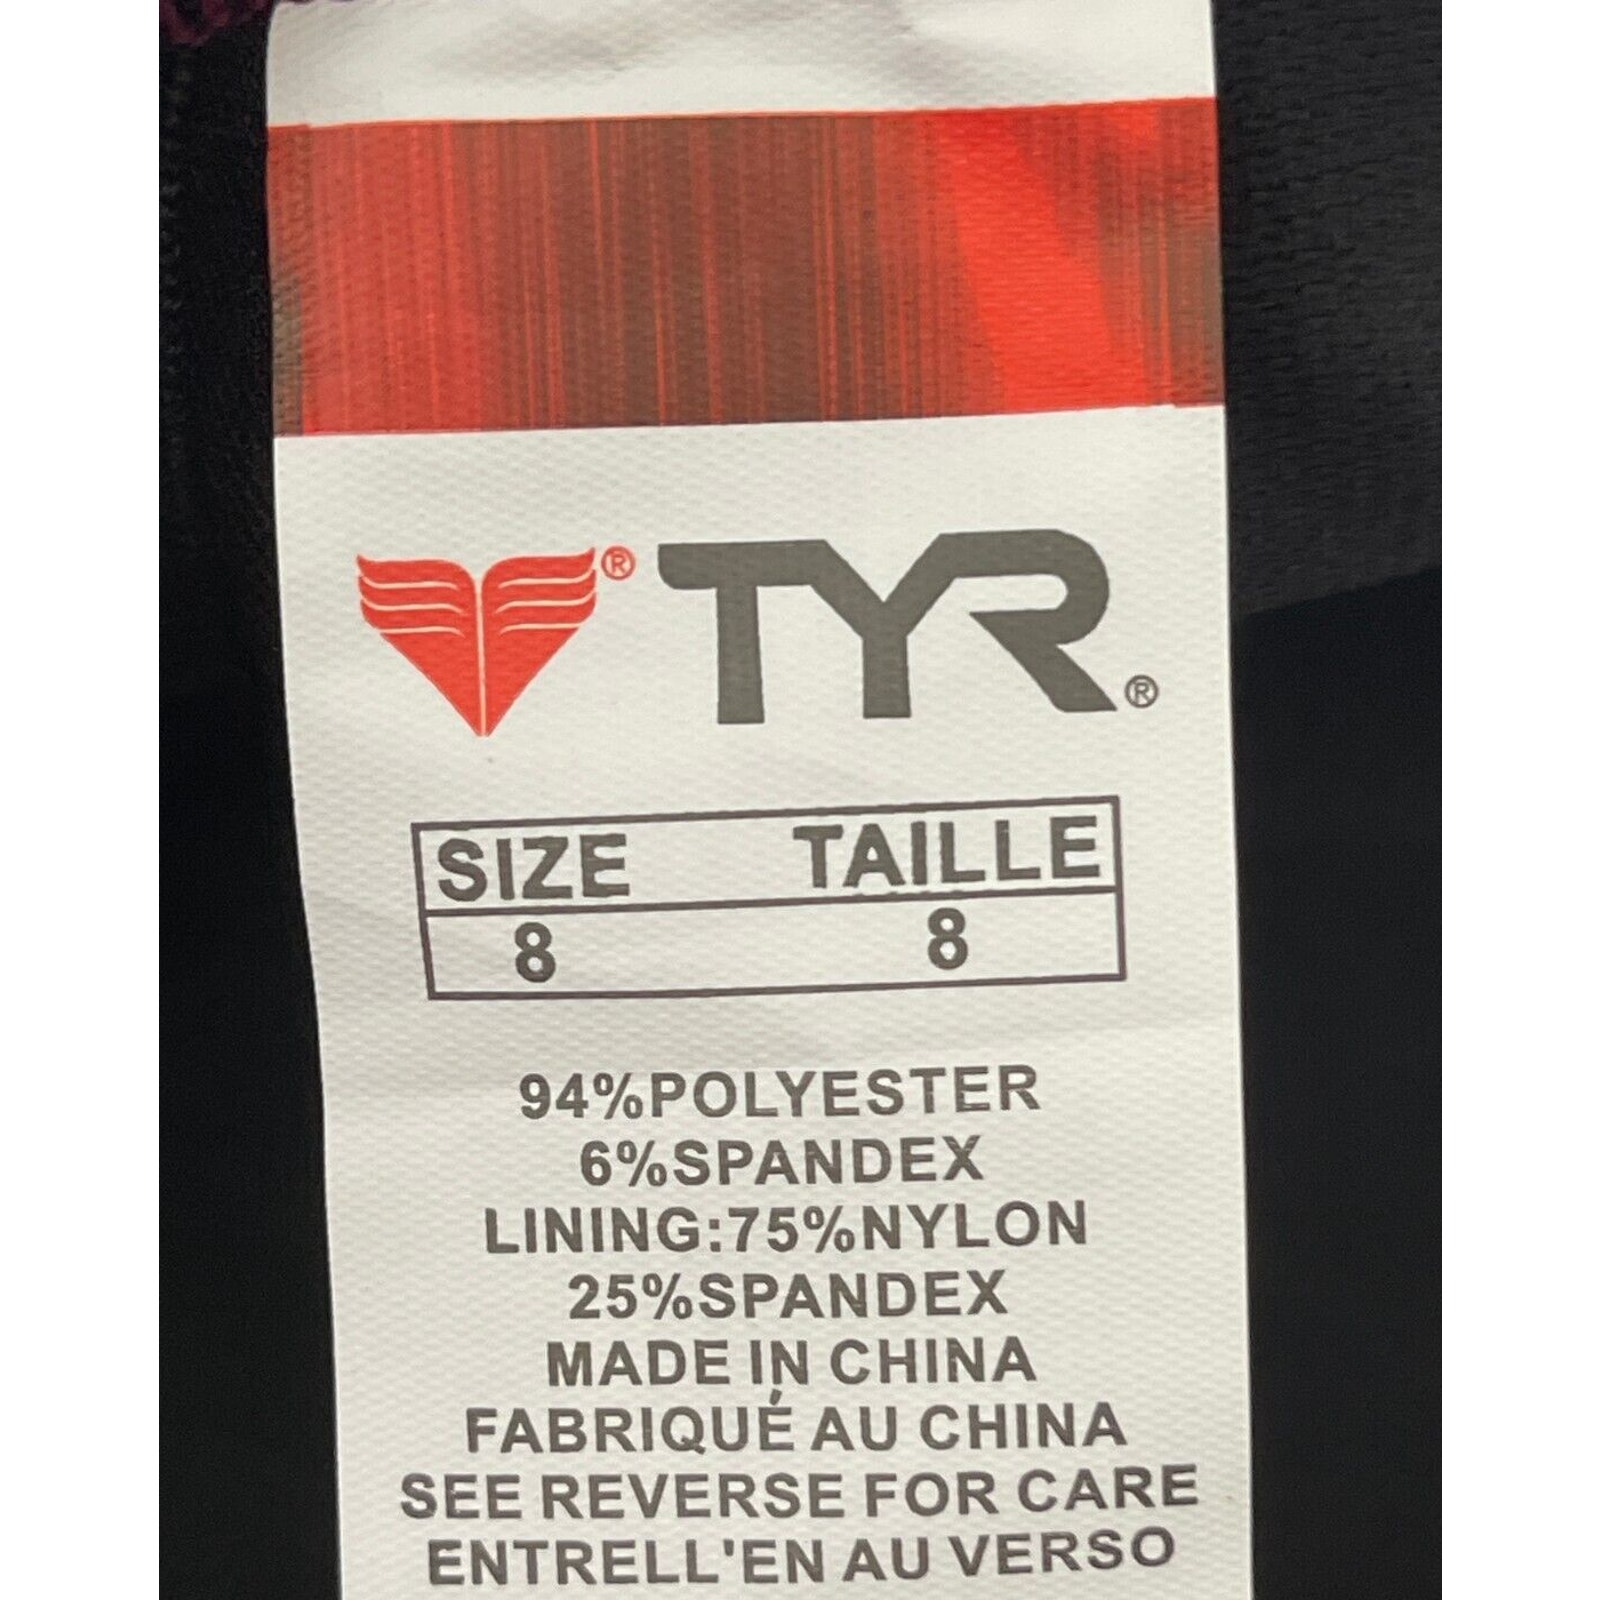 ® TYR®
SIZE TAILLE
8 8
94%POLYESTER
6%SPANDEX
LINING:75%NYLON
25%SPANDEX
MADE IN CHINA
FABRIQUÉ AU CHINA
SEE REVERSE FOR CARE
ENTRELL'EN AU VERSO